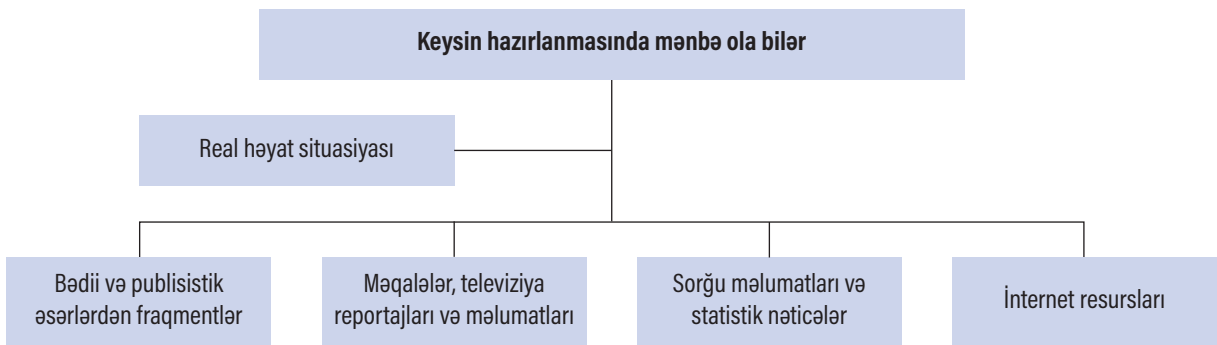 Keysin hazırlanmasında mənbə ola bilər
Real həyat situasiyası
Bədii və publisistik
əsərlərdən fraqmentlər
Məqalələr, televiziya
reportajları və məlumatları
Sorğu məlumatları və
statistik nəticələr
İnternet resursları